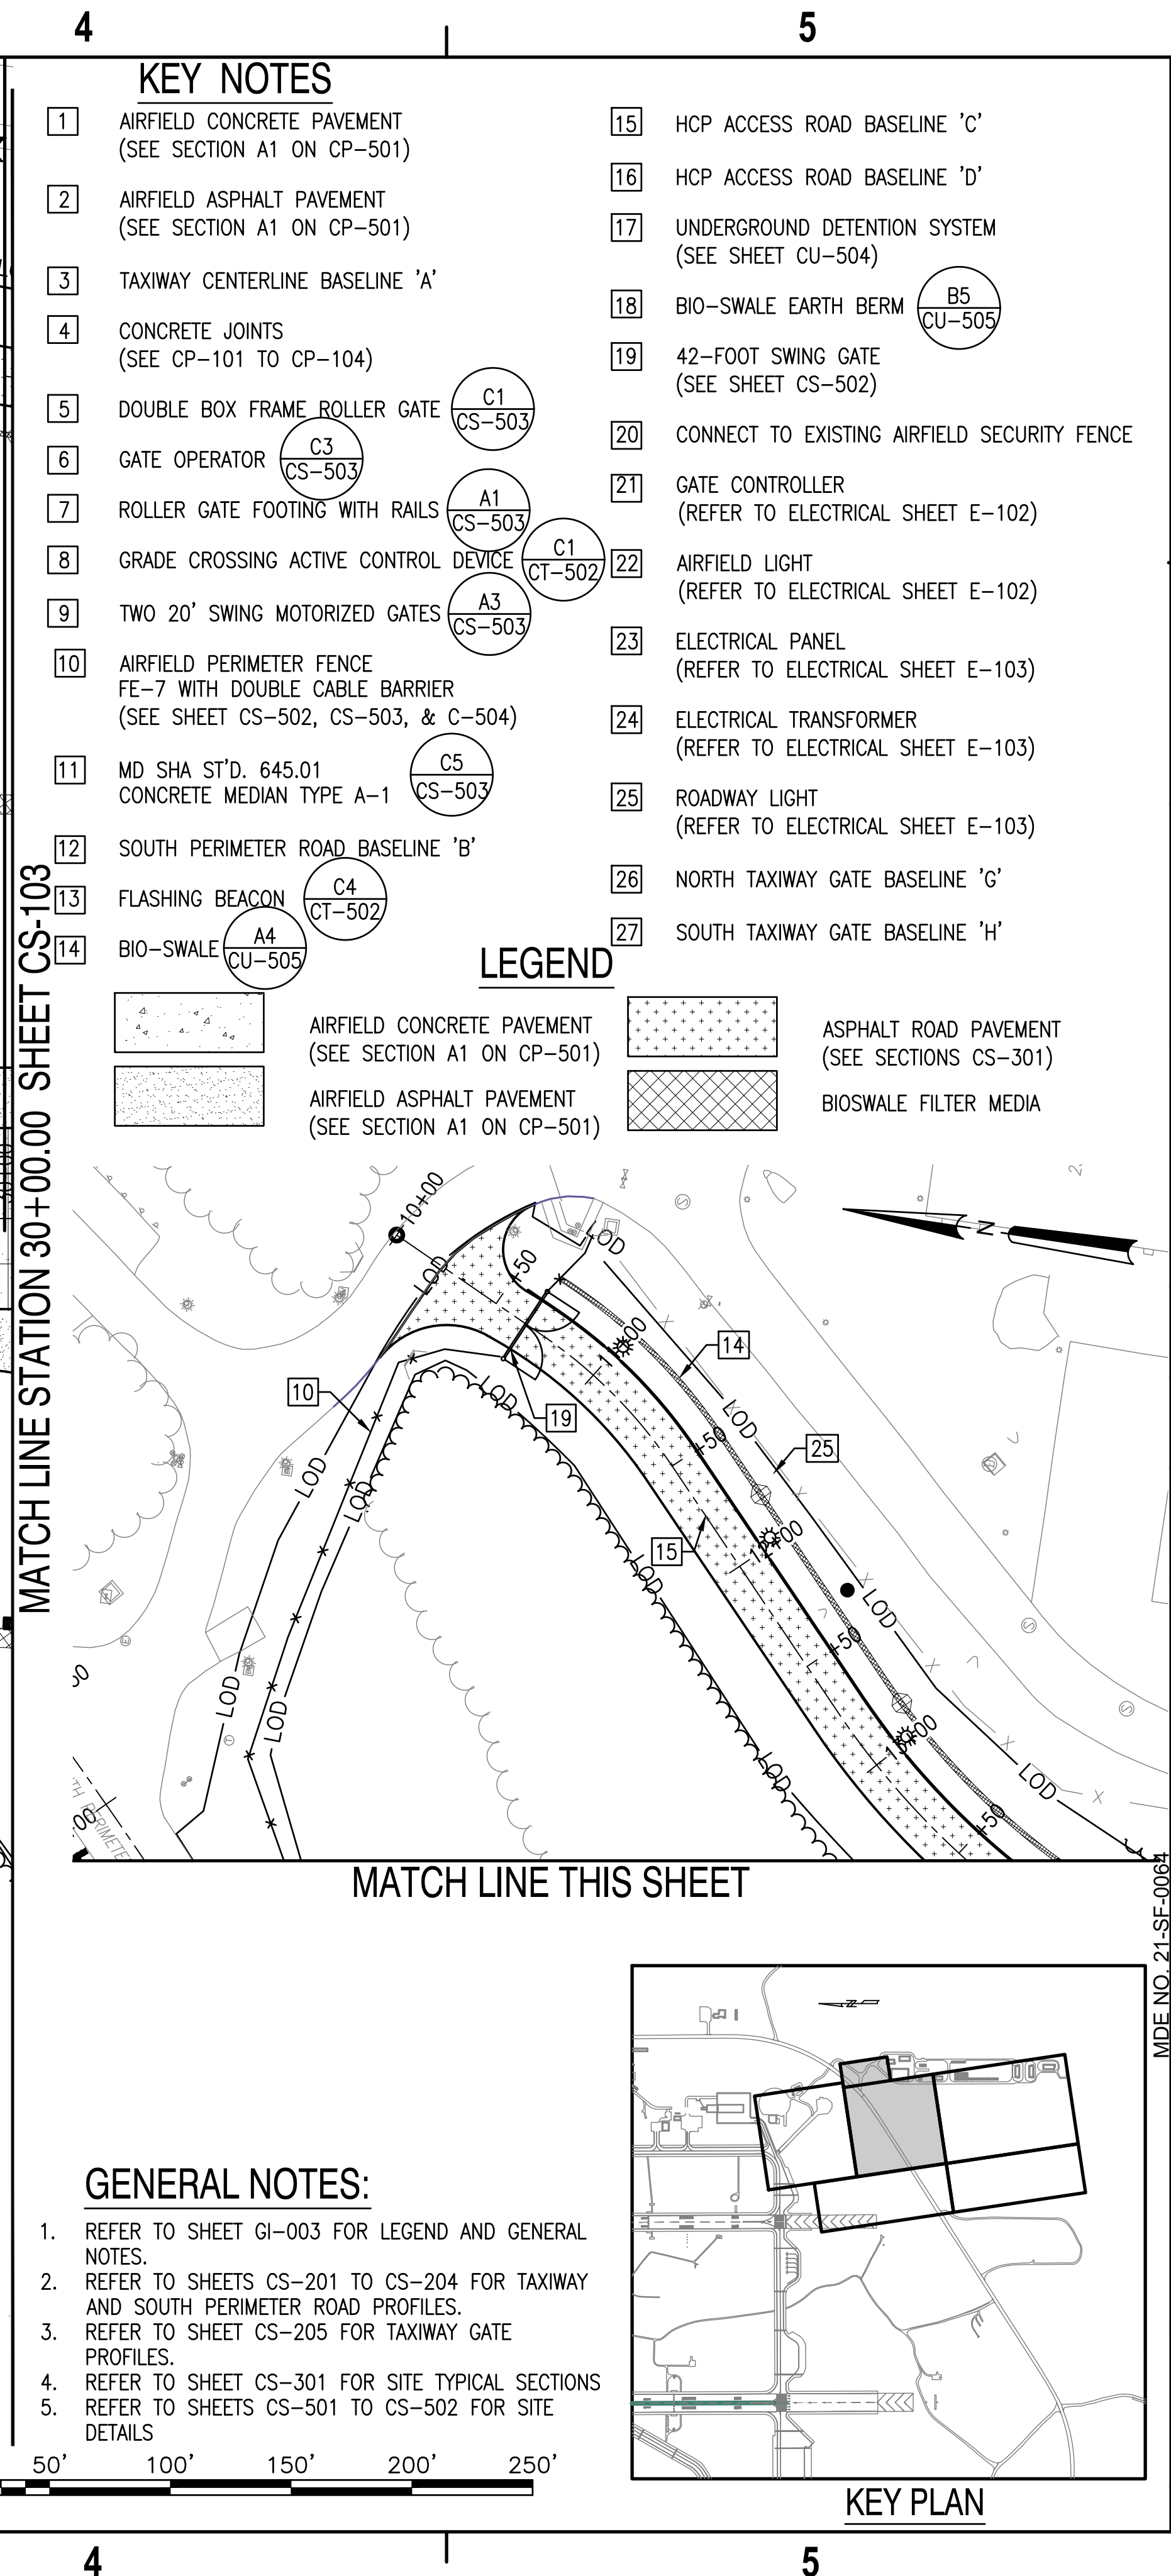 4
5
KEY NOTES
1 AIRFIELD CONCRETE PAVEMENT
(SEE SECTION A1 ON CP-501)
2 AIRFIELD ASPHALT PAVEMENT
(SEE SECTION A1 ON CP-501)
3 TAXIWAY CENTERLINE BASELINE 'A'
4 CONCRETE JOINTS
(SEE CP-101 TO CP-104)
5 DOUBLE BOX FRAME ROLLER GATE
C1
CS-503
6 GATE OPERATOR
C3
CS-503
7 ROLLER GATE FOOTING WITH RAILS
A1
CS-503
8 GRADE CROSSING ACTIVE CONTROL DEVICE
C1
CT-502
9 TWO 20' SWING MOTORIZED GATES
A3
CS-503
10 AIRFIELD PERIMETER FENCE
FE-7 WITH DOUBLE CABLE BARRIER
(SEE SHEET CS-502, CS-503, & C-504)
11 MD SHA ST'D. 645.01
CONCRETE MEDIAN TYPE A-1
C5
CS-503
12 SOUTH PERIMETER ROAD BASELINE 'B'
13 FLASHING BEACON
C4
CT-502
14 BIO-SWALE
A4
CU-505
15 HCP ACCESS ROAD BASELINE 'C'
16 HCP ACCESS ROAD BASELINE 'D'
17 UNDERGROUND DETENTION SYSTEM
(SEE SHEET CU-504)
18 BIO-SWALE EARTH BERM
B5
CU-505
19 42-FOOT SWING GATE
(SEE SHEET CS-502)
20 CONNECT TO EXISTING AIRFIELD SECURITY FENCE
21 GATE CONTROLLER
(REFER TO ELECTRICAL SHEET E-102)
22 AIRFIELD LIGHT
(REFER TO ELECTRICAL SHEET E-102)
23 ELECTRICAL PANEL
(REFER TO ELECTRICAL SHEET E-103)
24 ELECTRICAL TRANSFORMER
(REFER TO ELECTRICAL SHEET E-103)
25 ROADWAY LIGHT
(REFER TO ELECTRICAL SHEET E-103)
26 NORTH TAXIWAY GATE BASELINE 'G'
27 SOUTH TAXIWAY GATE BASELINE 'H'
MATCH LINE STATION 30+00.00 SHEET CS-103
LEGEND
AIRFIELD CONCRETE PAVEMENT
(SEE SECTION A1 ON CP-501)
AIRFIELD ASPHALT PAVEMENT
(SEE SECTION A1 ON CP-501)
ASPHALT ROAD PAVEMENT
(SEE SECTIONS CS-301)
BIOSWALE FILTER MEDIA
10+00
LOD
LOD
+50
N
14
10
19
LOD
LOD
+50
25
LOD
LOD
15
12+00
LOD
LOD
+50
LOD
LOD
13+00
LOD
LOD
+50
MATCH LINE THIS SHEET
MDE NO. 21-SF-0064
N
GENERAL NOTES:
1. REFER TO SHEET GI-003 FOR LEGEND AND GENERAL
NOTES.
2. REFER TO SHEETS CS-201 TO CS-204 FOR TAXIWAY
AND SOUTH PERIMETER ROAD PROFILES.
3. REFER TO SHEET CS-205 FOR TAXIWAY GATE
PROFILES.
4. REFER TO SHEET CS-301 FOR SITE TYPICAL SECTIONS
5. REFER TO SHEETS CS-501 TO CS-502 FOR SITE
DETAILS
50' 100' 150' 200' 250'
KEY PLAN
4
5